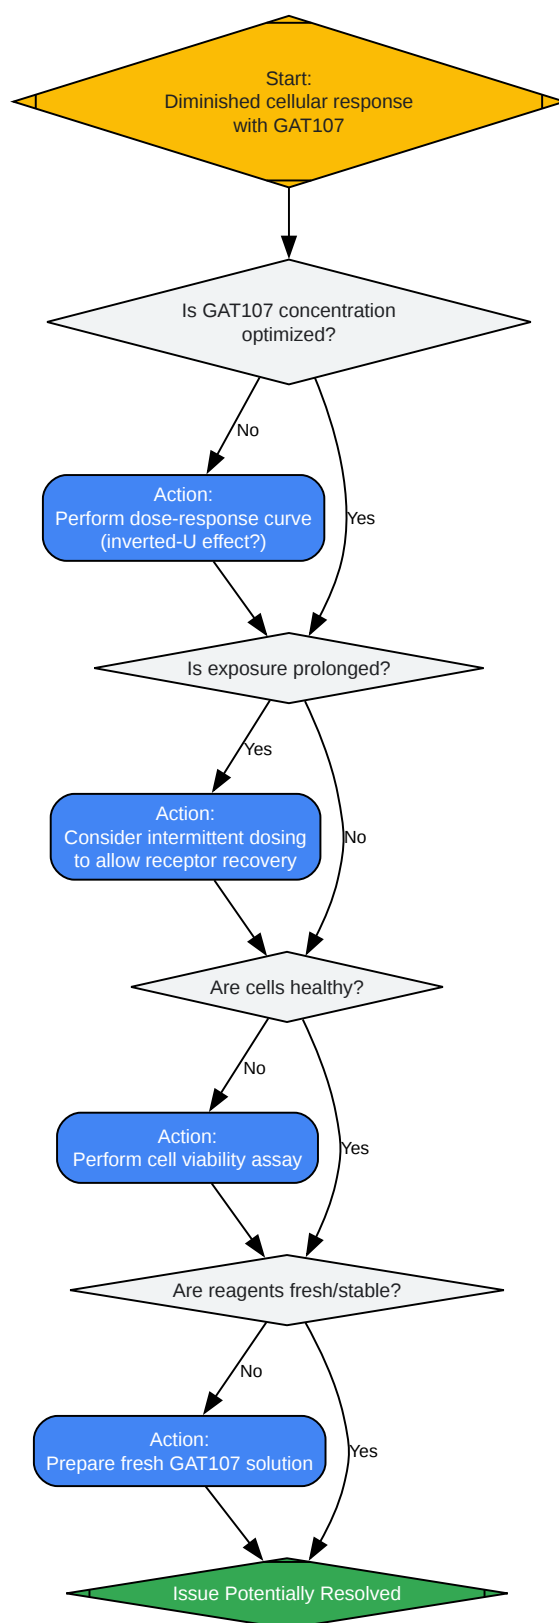 Start:
Diminished cellular response
with GAT107
Is GAT107 concentration
optimized?
No
Action:
Perform dose-response curve
(inverted-U effect?)
Yes
Is exposure prolonged?
Yes
Action:
Consider intermittent dosing
to allow receptor recovery
No
Are cells healthy?
No
Action:
Perform cell viability assay
Yes
Are reagents fresh/stable?
No
Action:
Prepare fresh GAT107 solution
Yes
Issue Potentially Resolved